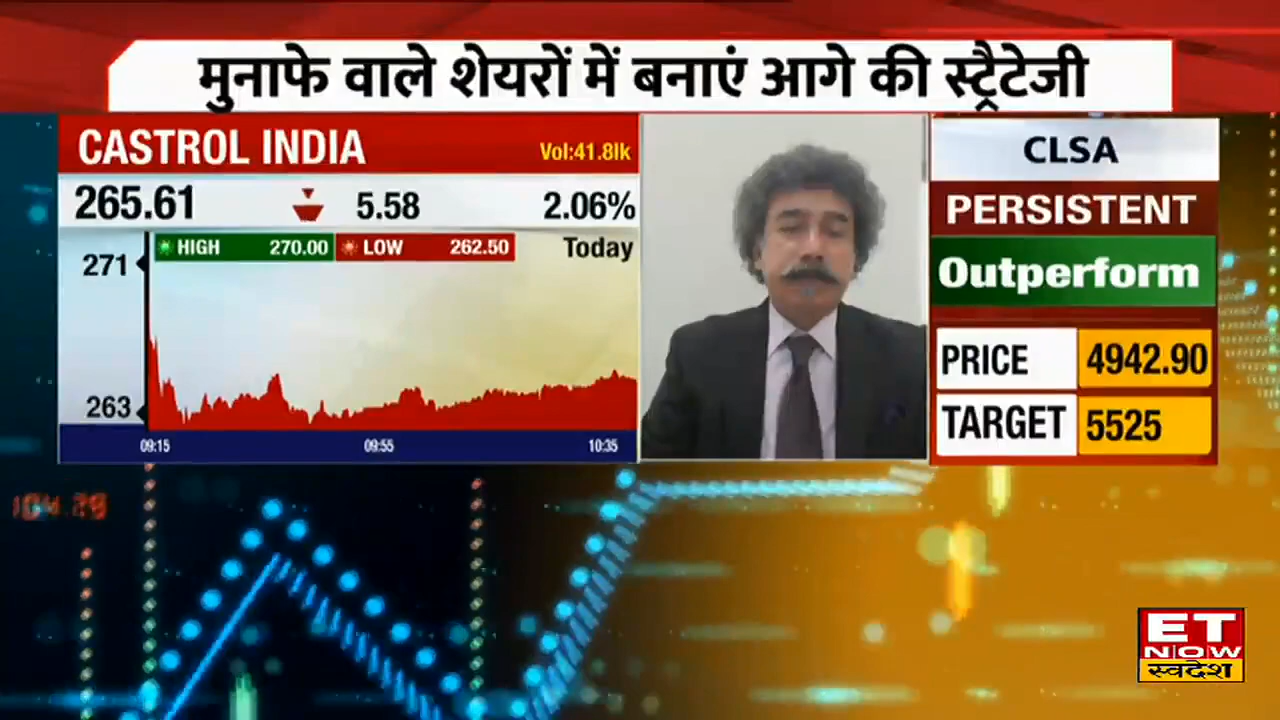 मुनाफे वाले शेयरों में बनाएं आगे की स्ट्रैटेजी
CASTROL INDIA Vol:41.8lk
265.61 5.58 2.06%
HIGH 270.00 LOW 262.50 Today
271
263
09:15 09:55 10:35
CLSA
PERSISTENT
Outperform
PRICE 4942.90
TARGET 5525
104.29
ET
NOW
स्वदेश